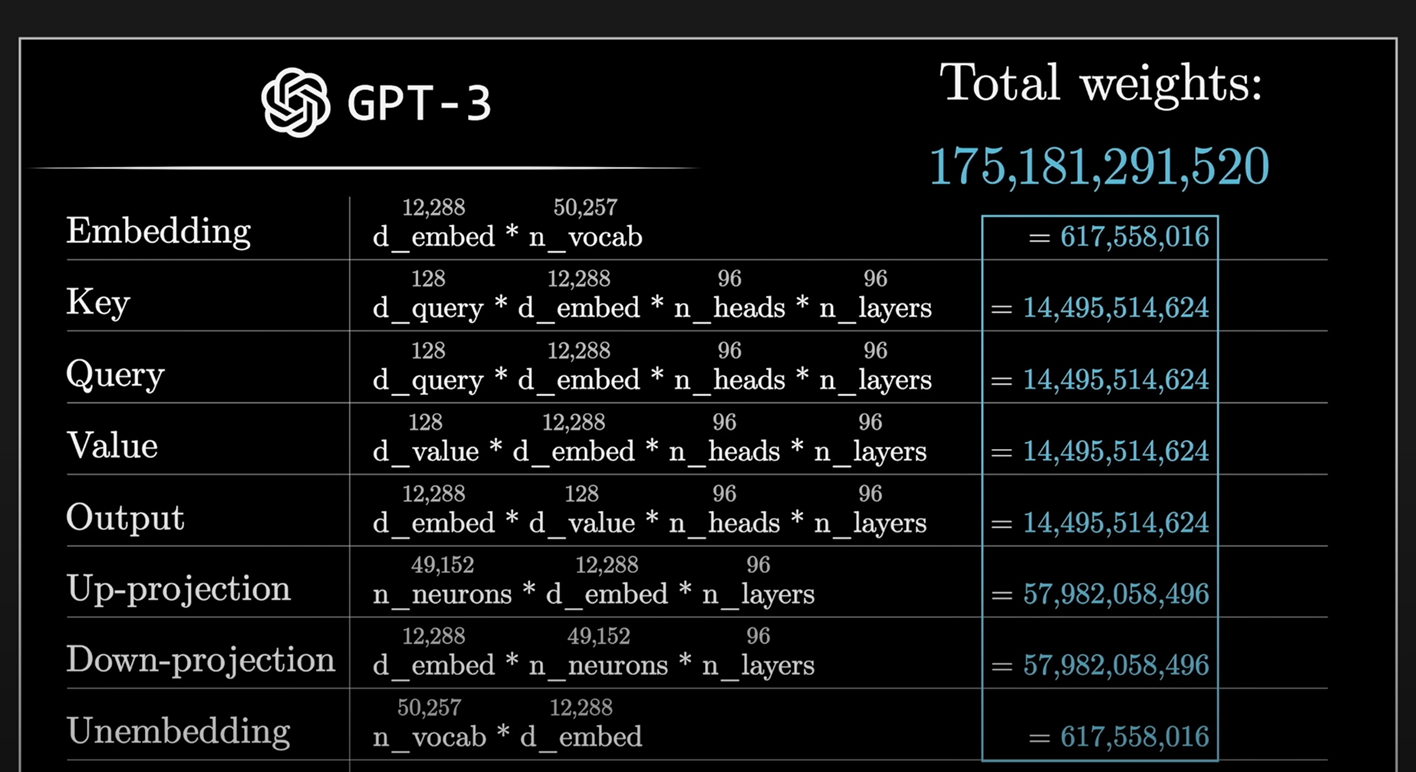 GPT-3
Total weights:
175,181,291,520
12,288 50,257
Embedding d_embed * n_vocab = 617,558,016
128 12,288 96 96
Key d_query * d_embed * n_heads * n_layers = 14,495,514,624
128 12,288 96 96
Query d_query * d_embed * n_heads * n_layers = 14,495,514,624
128 12,288 96 96
Value d_value * d_embed * n_heads * n_layers = 14,495,514,624
12,288 128 96 96
Output d_embed * d_value * n_heads * n_layers = 14,495,514,624
49,152 12,288 96
Up-projection n_neurons * d_embed * n_layers = 57,982,058,496
12,288 49,152 96
Down-projection d_embed * n_neurons * n_layers = 57,982,058,496
50,257 12,288
Unembedding n_vocab * d_embed = 617,558,016